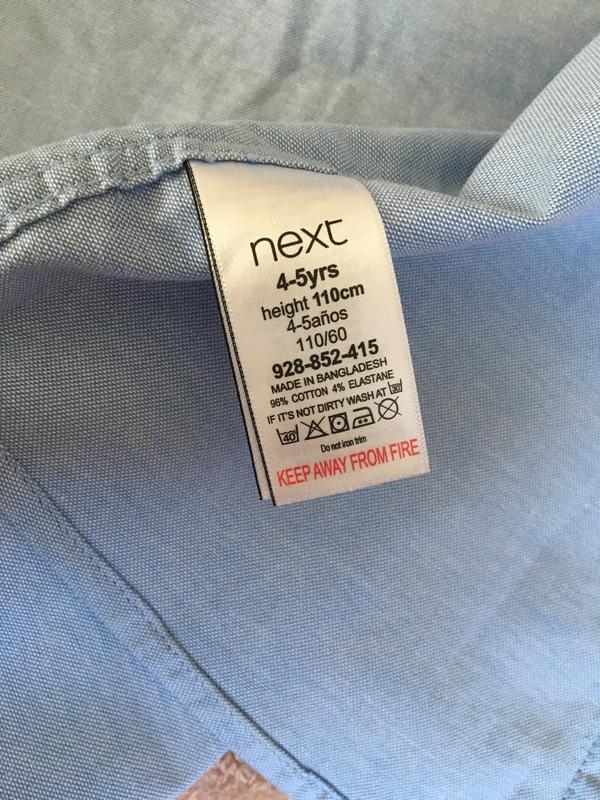 next
4-5yrs
height 110cm
4-5años
110/60
928-852-415
MADE IN BANGLADESH
96% COTTON 4% ELASTANE
IF IT'S NOT DIRTY WASH AT 30
40
Do not iron trim
KEEP AWAY FROM FIRE